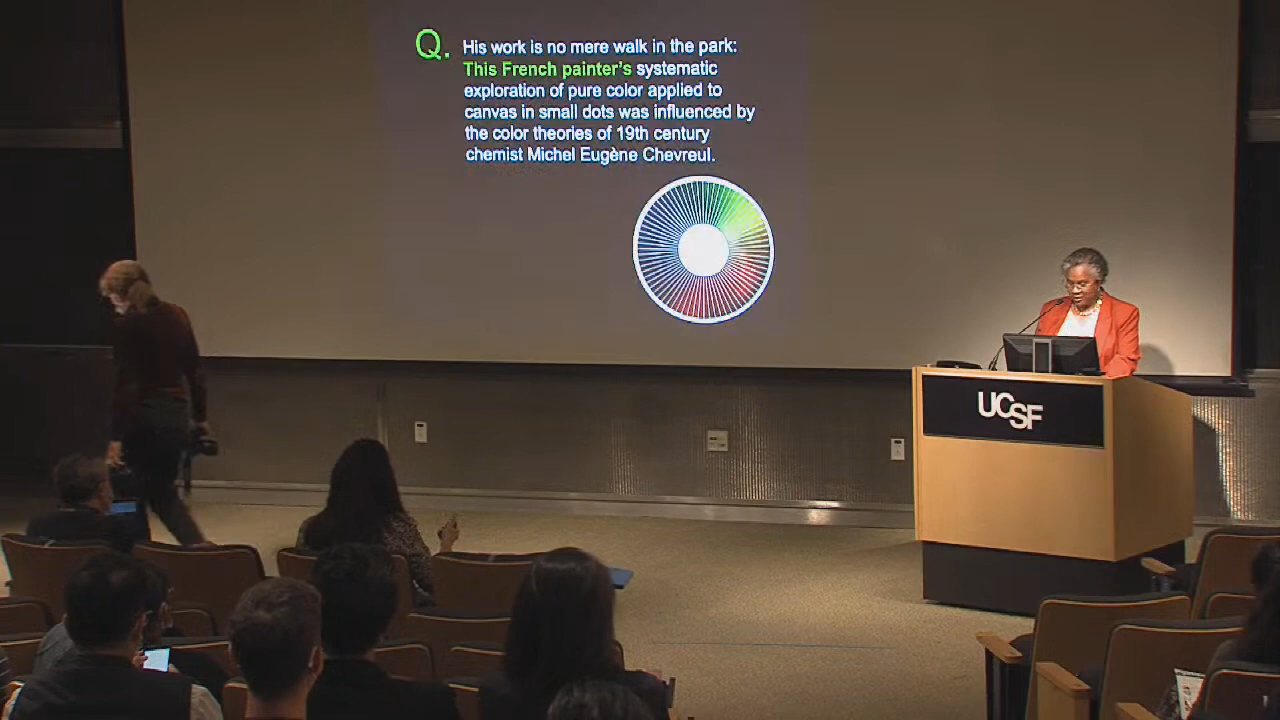 Q. His work is no mere walk in the park:
This French painter's systematic
exploration of pure color applied to
canvas in small dots was influenced by
the color theories of 19th century
chemist Michel Eugène Chevreul.
UCSF